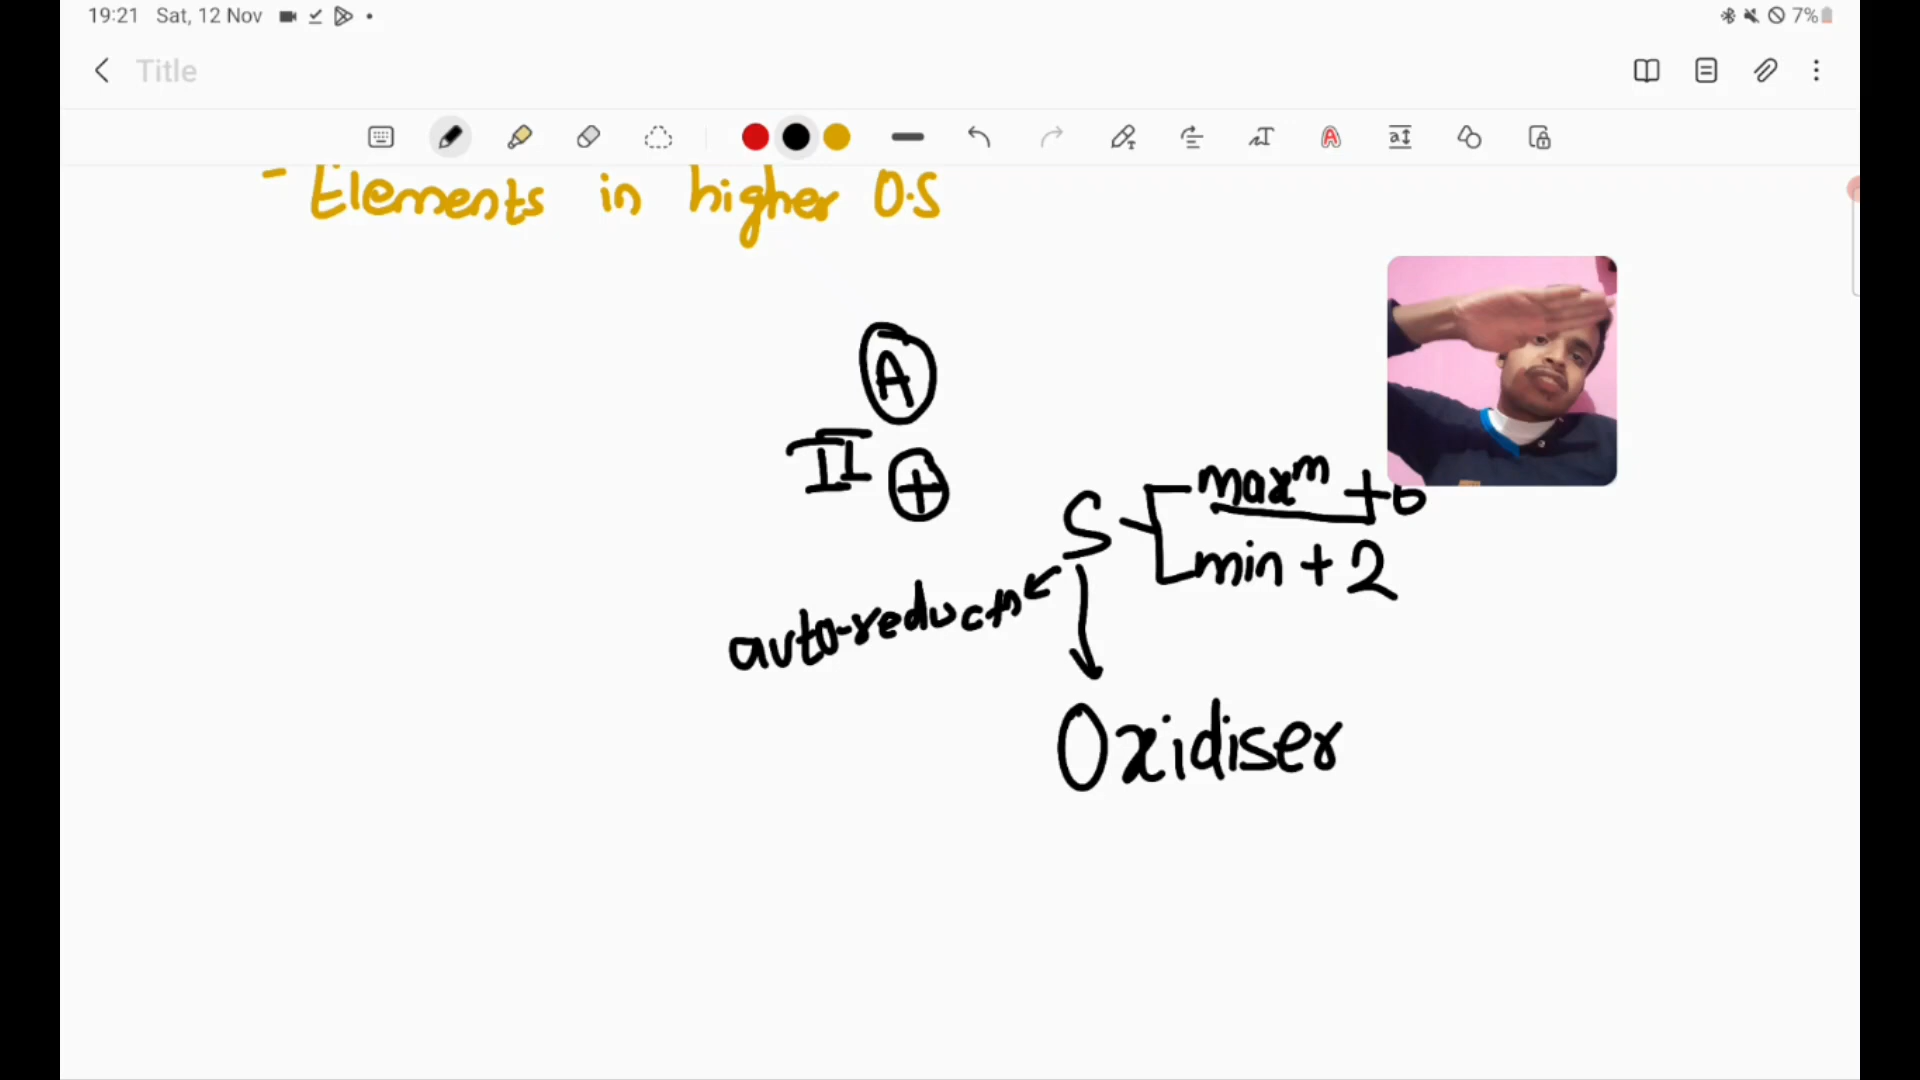 19:21 Sat, 12 Nov
7%
Title
- Elements in higher O.S
A
II +
S maxᵐ +6
min + 2
auto-reductn
Oxidiser